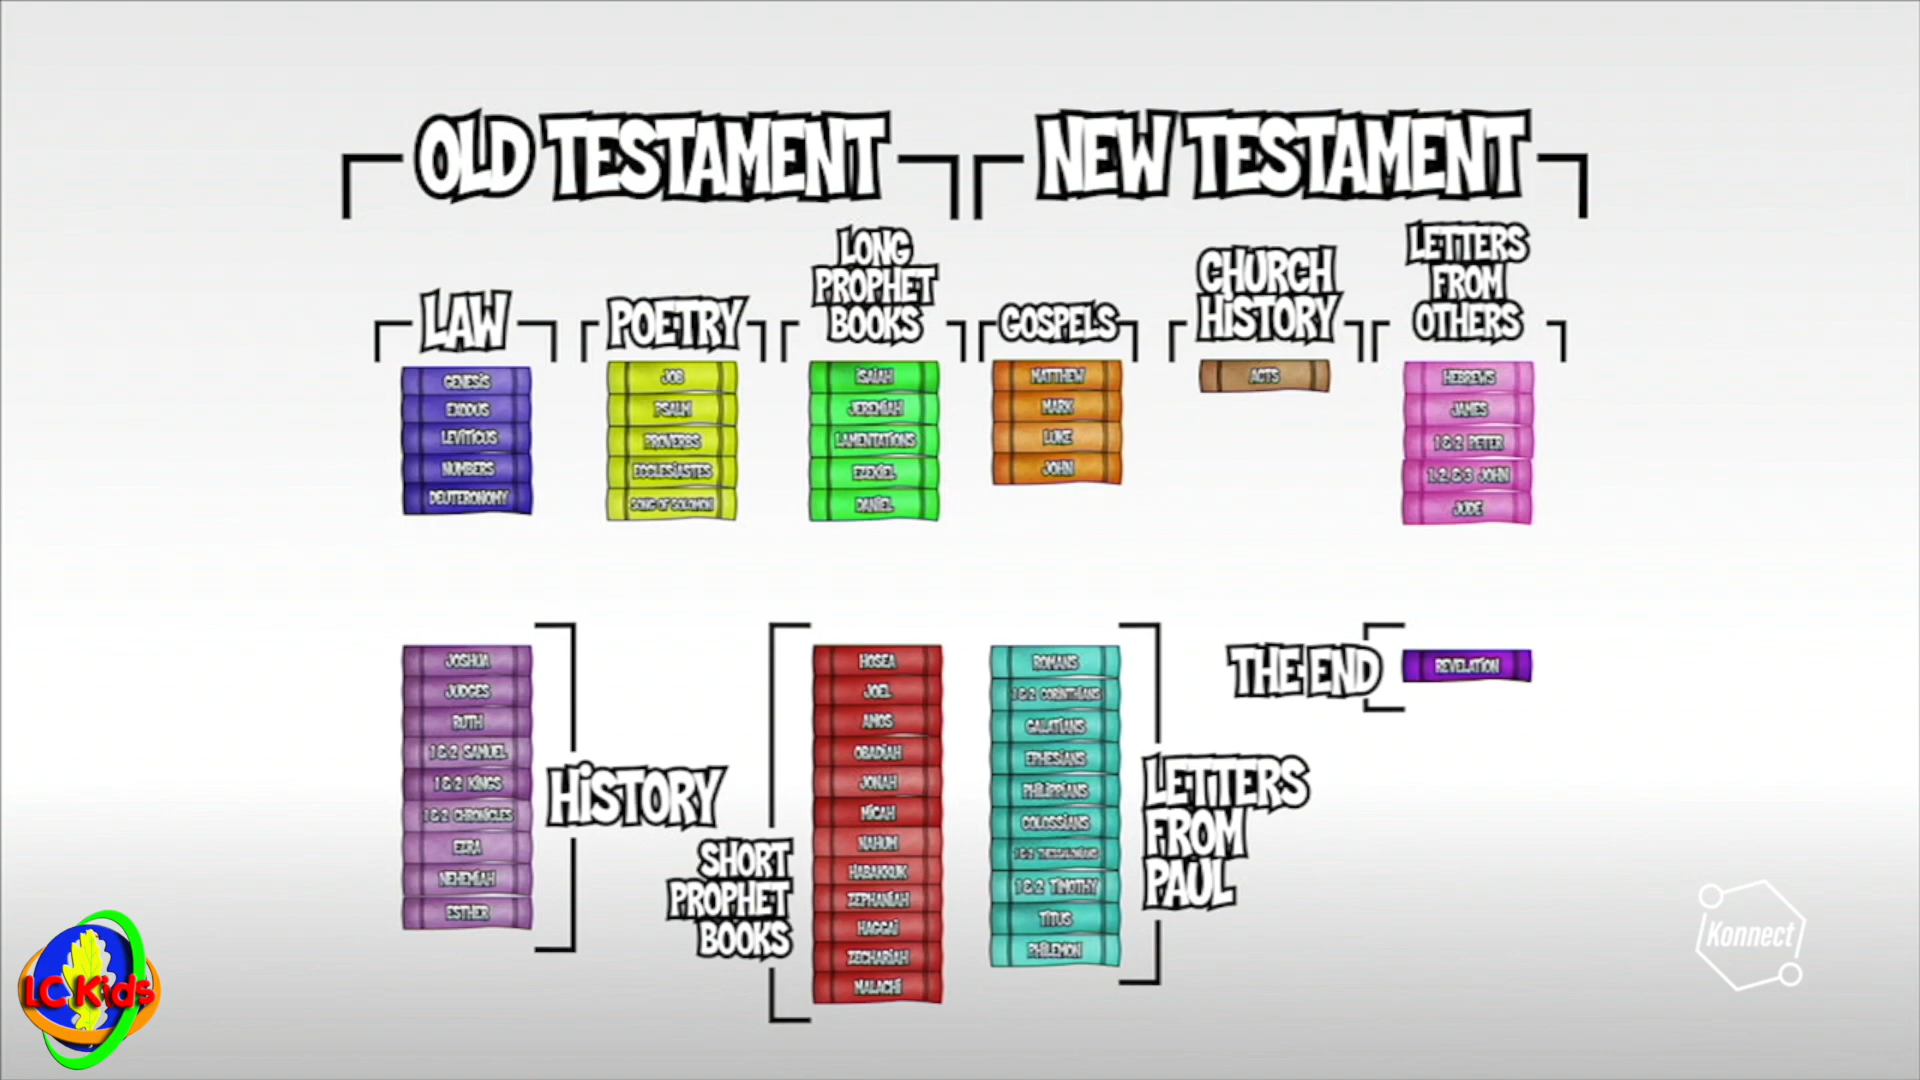 OLD TESTAMENT
NEW TESTAMENT
LAW
GENESIS
EXODUS
LEVITICUS
NUMBERS
DEUTERONOMY
POETRY
JOB
PSALM
PROVERBS
ECCLESIASTES
SONG OF SOLOMON
LONG
PROPHET
BOOKS
ISAIAH
JEREMIAH
LAMENTATIONS
EZEKIEL
DANIEL
GOSPELS
MATTHEW
MARK
LUKE
JOHN
CHURCH
HISTORY
ACTS
LETTERS
FROM
OTHERS
HEBREWS
JAMES
1 & 2 PETER
1, 2, & 3 JOHN
JUDE
JOSHUA
JUDGES
RUTH
1 & 2 SAMUEL
1 & 2 KINGS
1 & 2 CHRONICLES
EZRA
NEHEMIAH
ESTHER
HISTORY
SHORT
PROPHET
BOOKS
HOSEA
JOEL
AMOS
OBADIAH
JONAH
MICAH
NAHUM
HABAKKUK
ZEPHANIAH
HAGGAI
ZECHARIAH
MALACHI
ROMANS
1 & 2 CORINTHIANS
GALATIANS
EPHESIANS
PHILIPPIANS
COLOSSIANS
1 & 2 THESSALONIANS
1 & 2 TIMOTHY
TITUS
PHILEMON
LETTERS
FROM
PAUL
THE END
REVELATION
LC Kids
Konnect